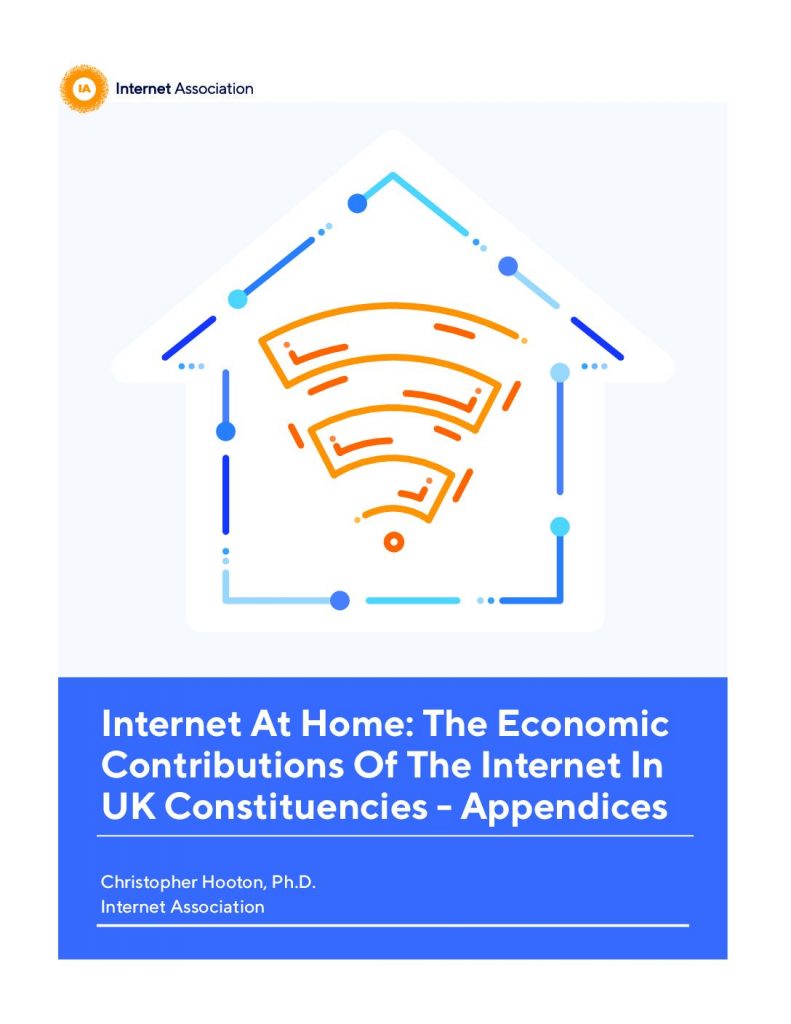 IA
Internet Association
Internet At Home: The Economic
Contributions Of The Internet In
UK Constituencies - Appendices
Christopher Hooton, Ph.D.
Internet Association